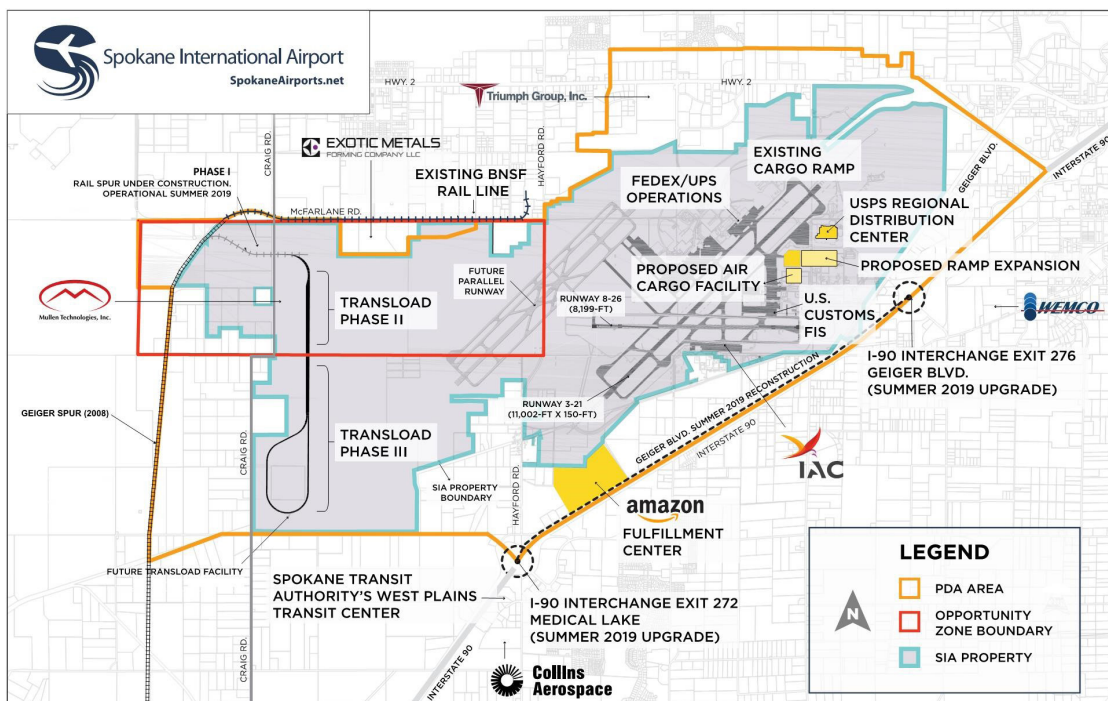 Spokane International Airport
SpokaneAirports.net
HWY. 2
HWY. 2
Triumph Group, Inc.
CRAIG RD.
HAYFORD RD.
EXOTIC METALS
FORMING COMPANY LLC
PHASE I
RAIL SPUR UNDER CONSTRUCTION.
OPERATIONAL SUMMER 2019
EXISTING BNSF
RAIL LINE
McFARLANE RD.
EXISTING
CARGO RAMP
FEDEX/UPS
OPERATIONS
GEIGER BLVD.
INTERSTATE 90
USPS REGIONAL
DISTRIBUTION
CENTER
PROPOSED AIR
CARGO FACILITY
PROPOSED RAMP EXPANSION
FUTURE
PARALLEL
RUNWAY
Mullen Technologies, Inc.
TRANSLOAD
PHASE II
RUNWAY 8-26
(8,199-FT)
U.S.
CUSTOMS
FIS
WEMCO
I-90 INTERCHANGE EXIT 276
GEIGER BLVD.
(SUMMER 2019 UPGRADE)
RUNWAY 3-21
(11,002-FT X 150-FT)
GEIGER SPUR (2008)
TRANSLOAD
PHASE III
CRAIG RD.
GEIGER BLVD. SUMMER 2019 RECONSTRUCTION
INTERSTATE 90
IAC
SIA PROPERTY
BOUNDARY
HAYFORD RD.
amazon
FULFILLMENT
CENTER
FUTURE TRANSLOAD FACILITY
SPOKANE TRANSIT
AUTHORITY'S WEST PLAINS
TRANSIT CENTER
I-90 INTERCHANGE EXIT 272
MEDICAL LAKE
(SUMMER 2019 UPGRADE)
CRAIG RD.
INTERSTATE 90
Collins
Aerospace
LEGEND
N
PDA AREA
OPPORTUNITY
ZONE BOUNDARY
SIA PROPERTY